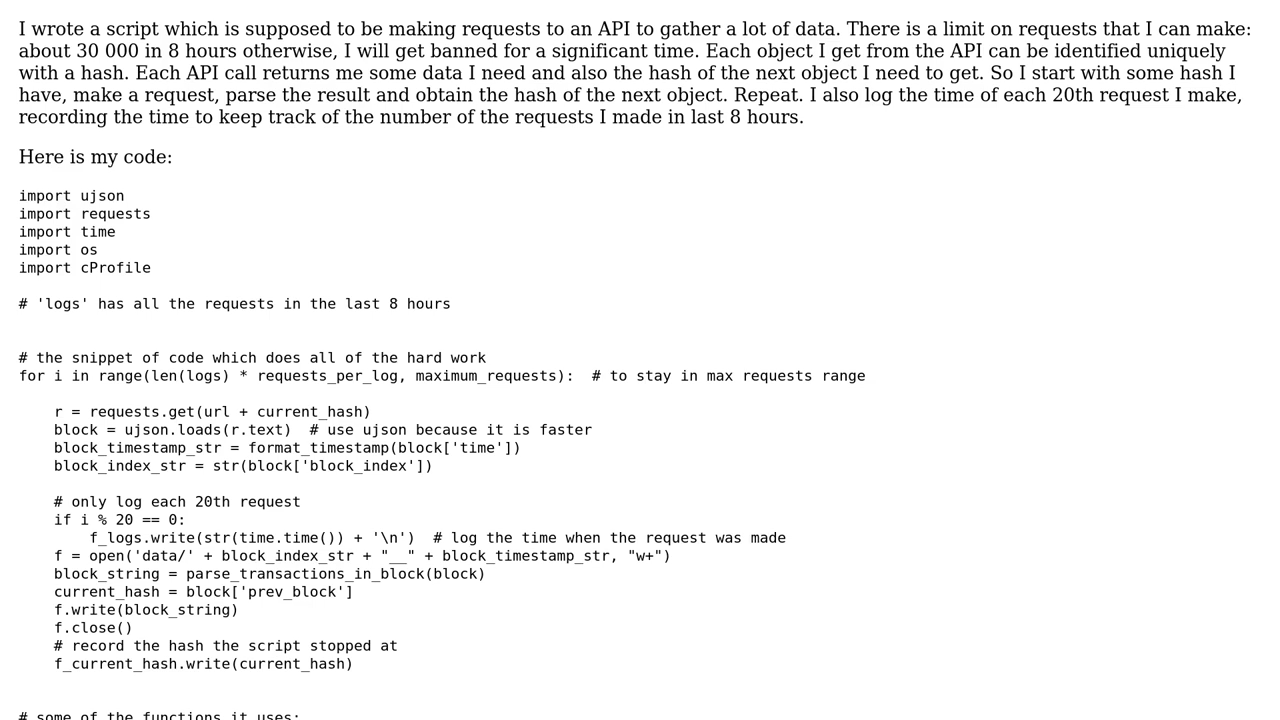 I wrote a script which is supposed to be making requests to an API to gather a lot of data. There is a limit on requests that I can make:
about 30 000 in 8 hours otherwise, I will get banned for a significant time. Each object I get from the API can be identified uniquely
with a hash. Each API call returns me some data I need and also the hash of the next object I need to get. So I start with some hash I
have, make a request, parse the result and obtain the hash of the next object. Repeat. I also log the time of each 20th request I make,
recording the time to keep track of the number of the requests I made in last 8 hours.
Here is my code:
import ujson
import requests
import time
import os
import cProfile
# 'logs' has all the requests in the last 8 hours
# the snippet of code which does all of the hard work
for i in range(len(logs) * requests_per_log, maximum_requests):  # to stay in max requests range
    r = requests.get(url + current_hash)
    block = ujson.loads(r.text)  # use ujson because it is faster
    block_timestamp_str = format_timestamp(block['time'])
    block_index_str = str(block['block_index'])
    # only log each 20th request
    if i % 20 == 0:
        f_logs.write(str(time.time()) + '\n')  # log the time when the request was made
    f = open('data/' + block_index_str + "__" + block_timestamp_str, "w+")
    block_string = parse_transactions_in_block(block)
    current_hash = block['prev_block']
    f.write(block_string)
    f.close()
    # record the hash the script stopped at
    f_current_hash.write(current_hash)
# some of the functions it uses: